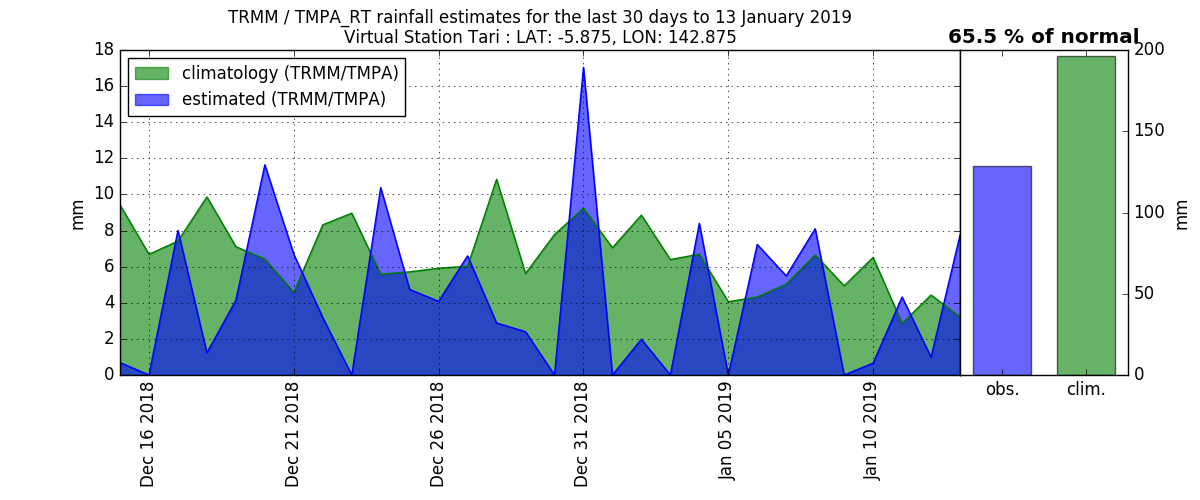 TRMM / TMPA_RT rainfall estimates for the last 30 days to 13 January 2019
Virtual Station Tari : LAT: -5.875, LON: 142.875
65.5 % of normal
climatology (TRMM/TMPA)
estimated (TRMM/TMPA)
mm
18
16
14
12
10
8
6
4
2
0
Dec 16 2018
Dec 21 2018
Dec 26 2018
Dec 31 2018
Jan 05 2019
Jan 10 2019
200
150
100
50
0
mm
obs.
clim.